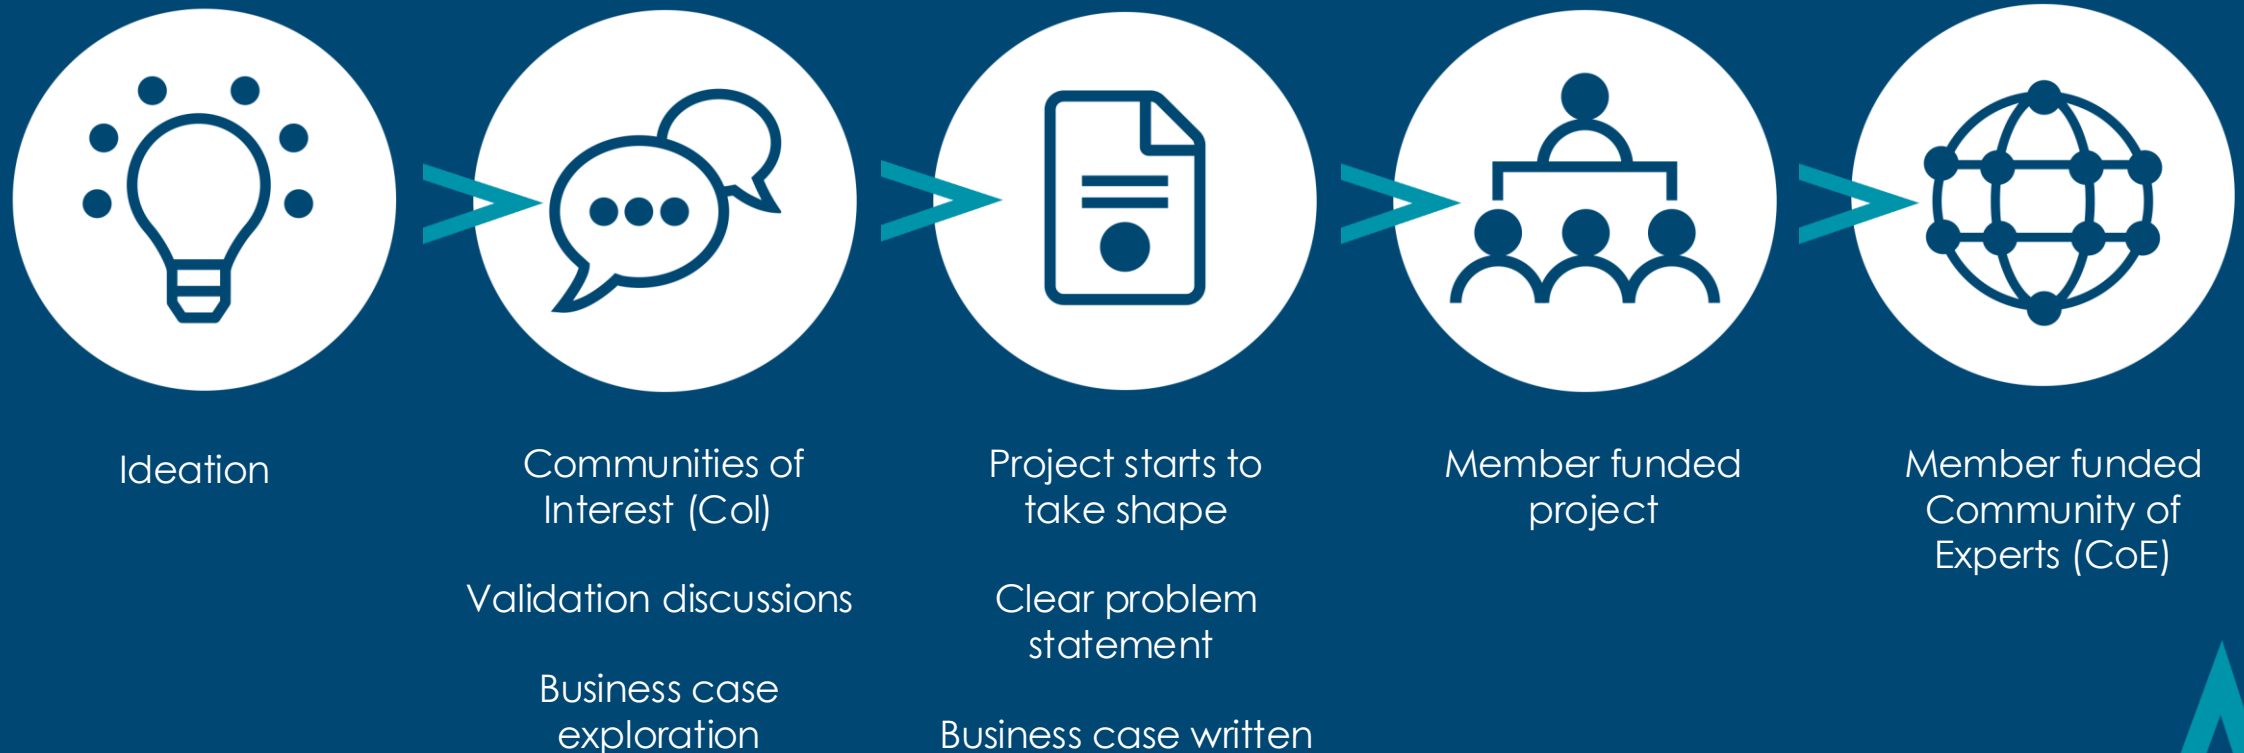 Ideation
Communities of
Interest (CoI)
Validation discussions
Business case
exploration
Project starts to
take shape
Clear problem
statement
Business case written
Member funded
project
Member funded
Community of
Experts (CoE)